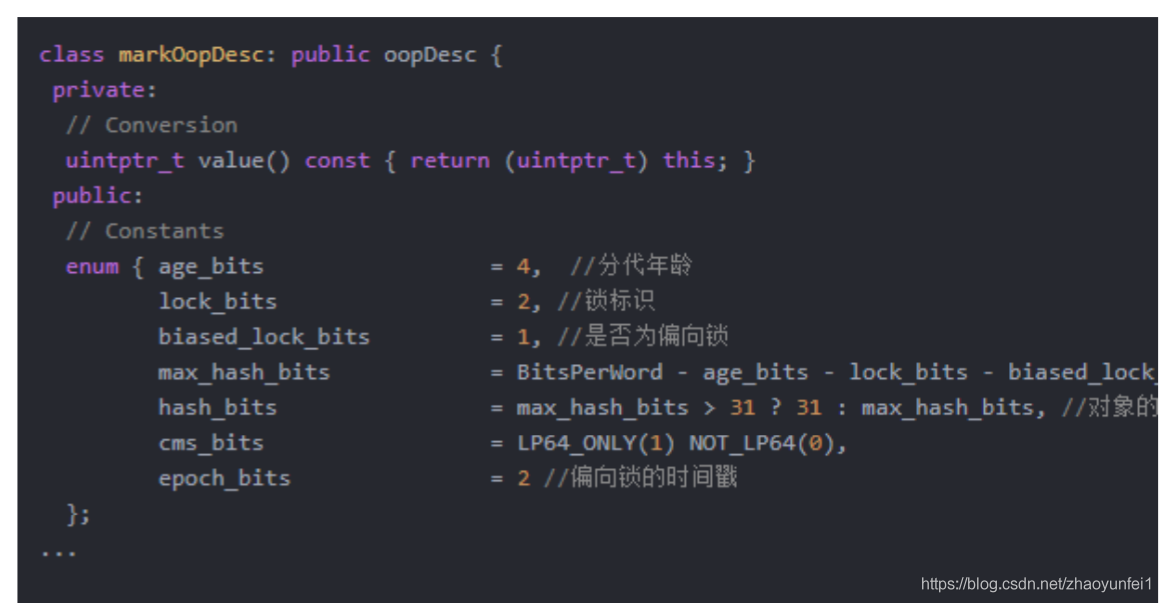 class markOopDesc: public oopDesc {
private:
// Conversion
uintptr_t value() const { return (uintptr_t) this; }
public:
// Constants
enum { age_bits = 4, //分代年龄
lock_bits = 2, //锁标识
biased_lock_bits = 1, //是否为偏向锁
max_hash_bits = BitsPerWord - age_bits - lock_bits - biased_lock_
hash_bits = max_hash_bits > 31 ? 31 : max_hash_bits, //对象的
cms_bits = LP64_ONLY(1) NOT_LP64(0),
epoch_bits = 2 //偏向锁的时间戳
};
...
https://blog.csdn.net/zhaoyunfei1